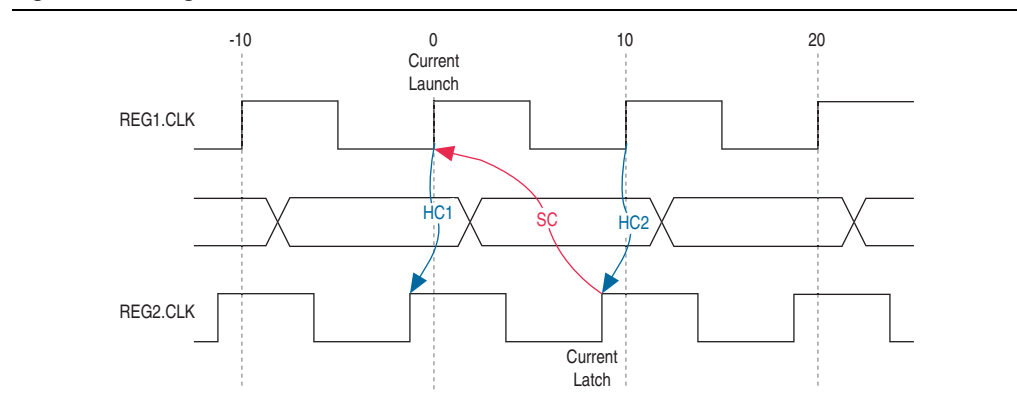 -10
0
10
20
Current
Launch
REG1.CLK
HC1
SC
HC2
REG2.CLK
Current
Latch